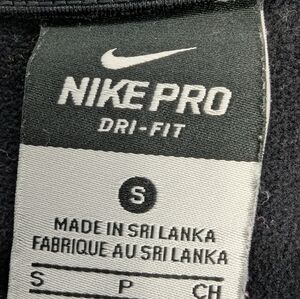 NIKE PRO
DRI-FIT
S
MADE IN SRI LANKA
FABRIQUE AU SRI LANKA
S P CH